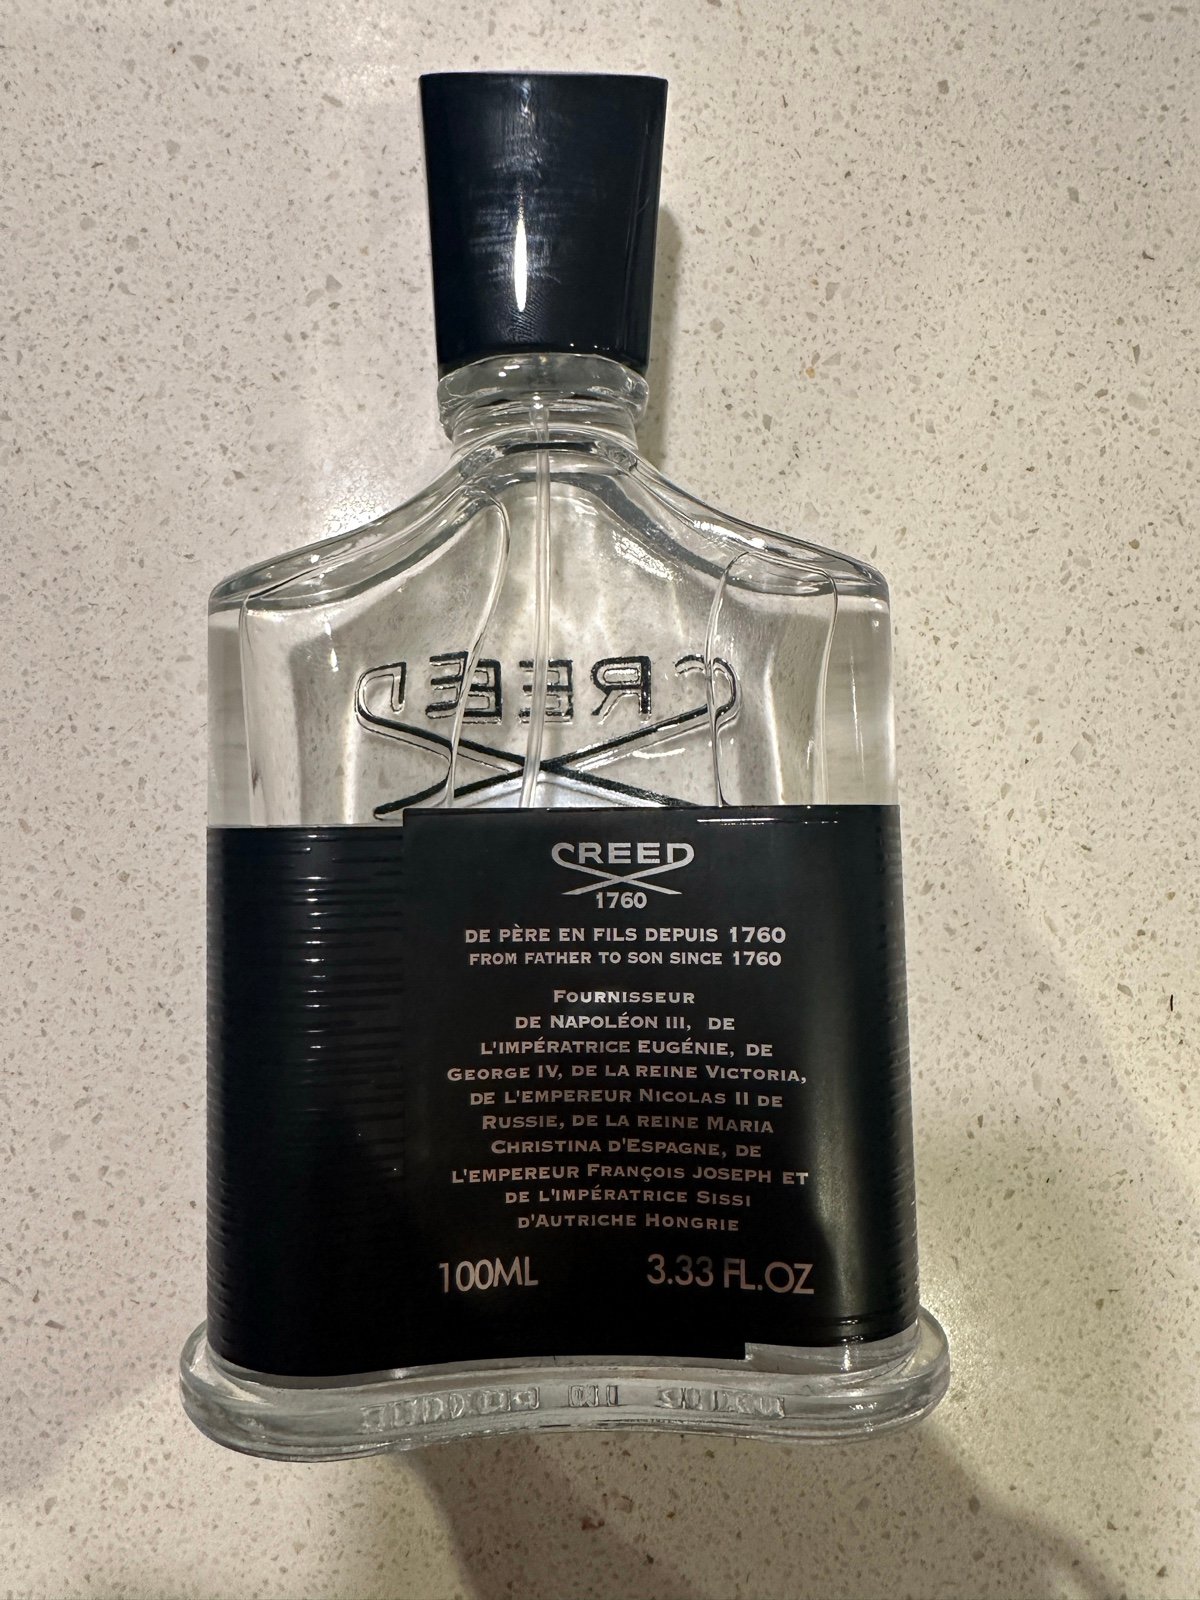 CREED
CREED
1760
DE PÈRE EN FILS DEPUIS 1760
FROM FATHER TO SON SINCE 1760
FOURNISSEUR
DE NAPOLÉON III, DE
L'IMPÉRATRICE EUGÉNIE, DE
GEORGE IV, DE LA REINE VICTORIA,
DE L'EMPEREUR NICOLAS II DE
RUSSIE, DE LA REINE MARIA
CHRISTINA D'ESPAGNE, DE
L'EMPEREUR FRANÇOIS JOSEPH ET
DE L'IMPÉRATRICE SISSI
D'AUTRICHE HONGRIE
100ML 3.33 FL.OZ